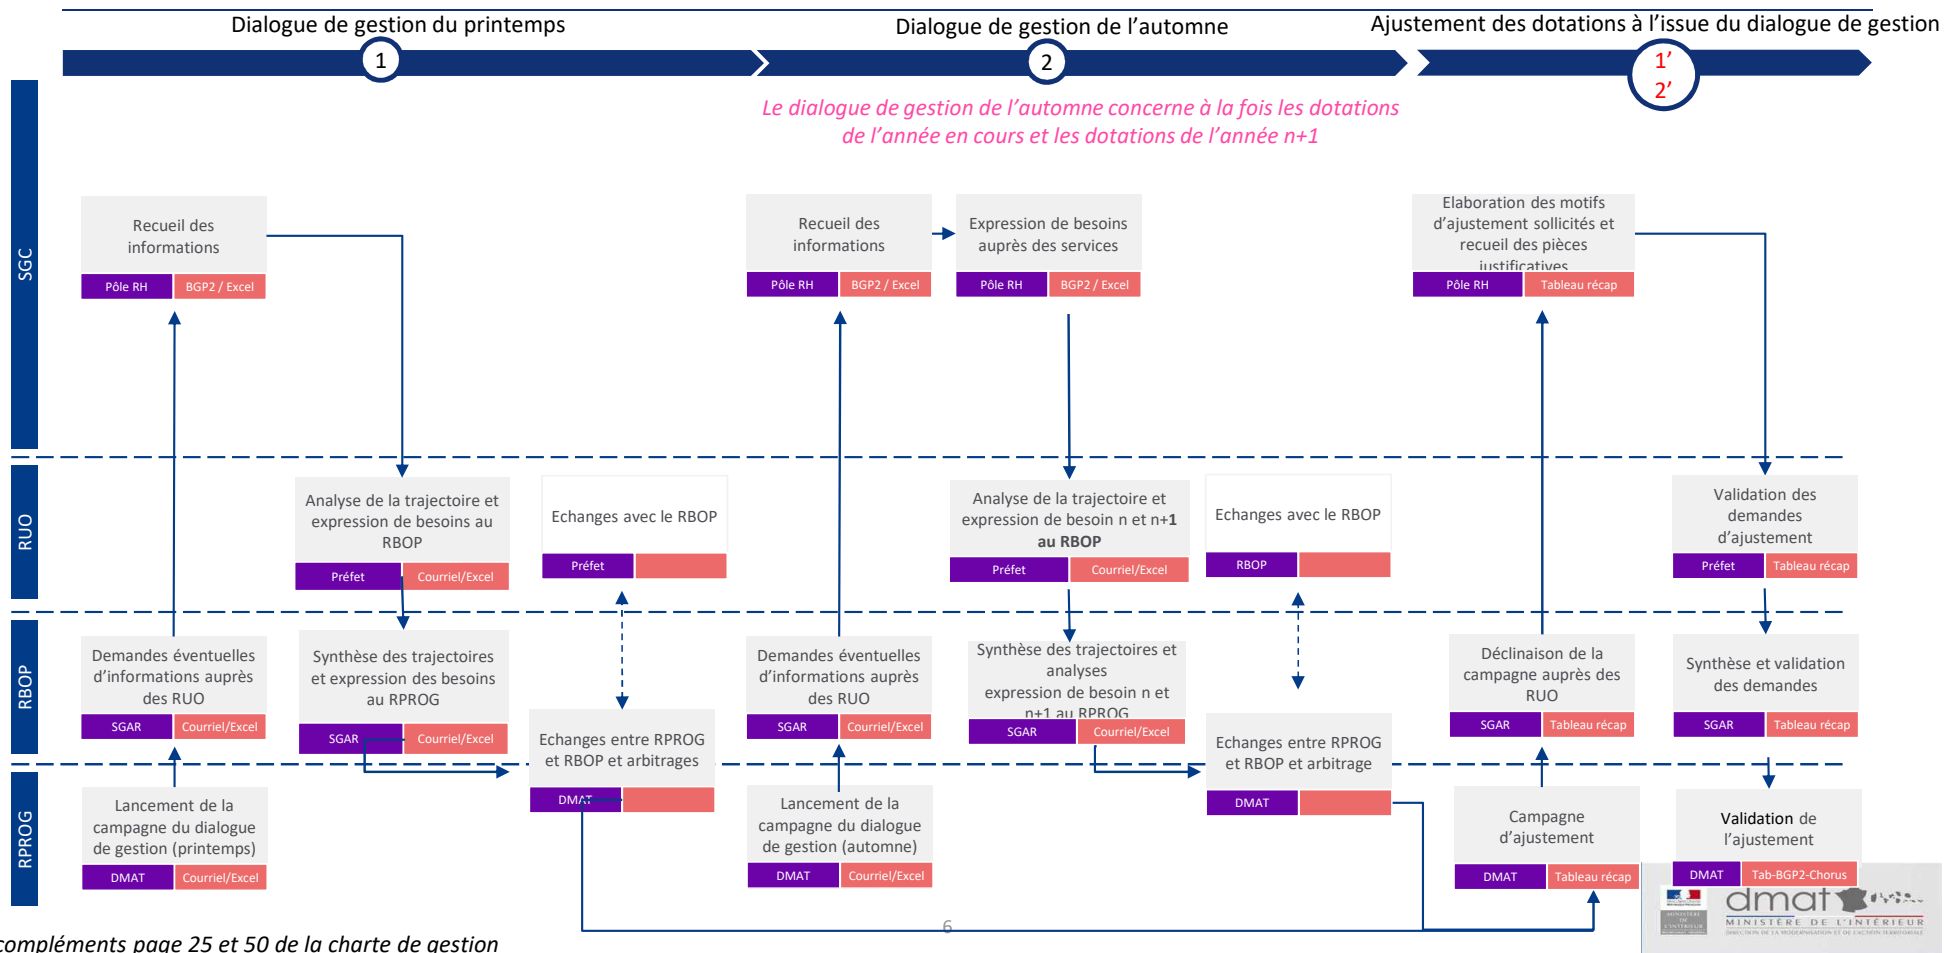 Dialogue de gestion du printemps
Dialogue de gestion de l’automne
Ajustement des dotations à l’issue du dialogue de gestion
1
2
1’
2’
Le dialogue de gestion de l’automne concerne à la fois les dotations
de l’année en cours et les dotations de l’année n+1
SGC
Recueil des
informations
Pôle RH
BGP2 / Excel
Recueil des
informations
Pôle RH
BGP2 / Excel
Expression de besoins
auprès des services
Pôle RH
BGP2 / Excel
Elaboration des motifs
d’ajustement sollicités et
recueil des pièces
justificatives
Pôle RH
Tableau récap
RUO
Analyse de la trajectoire et
expression de besoins au
RBOP
Préfet
Courriel/Excel
Echanges avec le RBOP
Préfet
Analyse de la trajectoire et
expression de besoin n et n+1
au RBOP
Préfet
Courriel/Excel
Echanges avec le RBOP
RBOP
Validation des
demandes
d’ajustement
Préfet
Tableau récap
RBOP
Demandes éventuelles
d’informations auprès
des RUO
SGAR
Courriel/Excel
Synthèse des trajectoires
et expression des besoins
au RPROG
SGAR
Courriel/Excel
Echanges entre RPROG
et RBOP et arbitrages
DMAT
Demandes éventuelles
d’informations auprès
des RUO
SGAR
Courriel/Excel
Synthèse des trajectoires et
analyses
expression de besoin n et
n+1 au RPROG
SGAR
Courriel/Excel
Echanges entre RPROG
et RBOP et arbitrage
DMAT
Déclinaison de la
campagne auprès des
RUO
SGAR
Tableau récap
Synthèse et validation
des demandes
SGAR
Tableau récap
RPROG
Lancement de la
campagne du dialogue
de gestion (printemps)
DMAT
Courriel/Excel
Lancement de la
campagne du dialogue
de gestion (automne)
DMAT
Courriel/Excel
Campagne
d’ajustement
DMAT
Tableau récap
Validation de
l’ajustement
DMAT
Tab-BGP2-Chorus
6
compléments page 25 et 50 de la charte de gestion
MINISTÈRE
DE
L'INTÉRIEUR
dmat
MINISTÈRE DE L'INTÉRIEUR
DIRECTION DE LA MODERNISATION ET DE L'ACTION TERRITORIALE